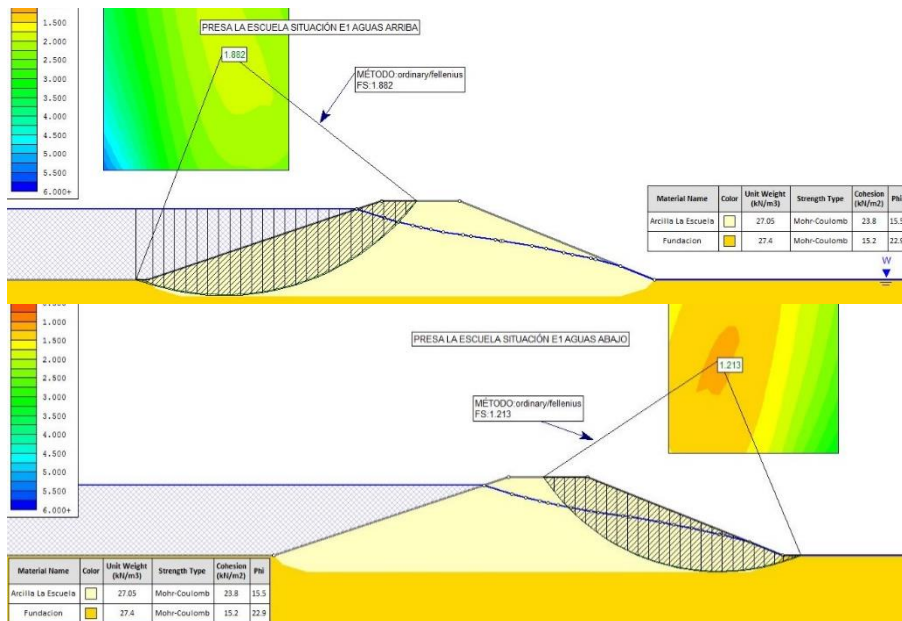 1.500
2.000
2.500
3.000
3.500
4.000
4.500
5.000
5.500
6.000+
PRESA LA ESCUELA SITUACIÓN E1 AGUAS ARRIBA
1.882
MÉTODO:ordinary/fellenius
FS:1.882
Material Name Color Unit Weight (kN/m3) Strength Type Cohesion (kN/m2) Phi
Arcilla La Escuela 27.05 Mohr-Coulomb 23.8 15.5
Fundacion 27.4 Mohr-Coulomb 15.2 22.9
W
1.000
1.500
2.000
2.500
3.000
3.500
4.000
4.500
5.000
5.500
6.000+
PRESA LA ESCUELA SITUACIÓN E1 AGUAS ABAJO
1.213
MÉTODO:ordinary/fellenius
FS:1.213
Material Name Color Unit Weight (kN/m3) Strength Type Cohesion (kN/m2) Phi
Arcilla La Escuela 27.05 Mohr-Coulomb 23.8 15.5
Fundacion 27.4 Mohr-Coulomb 15.2 22.9